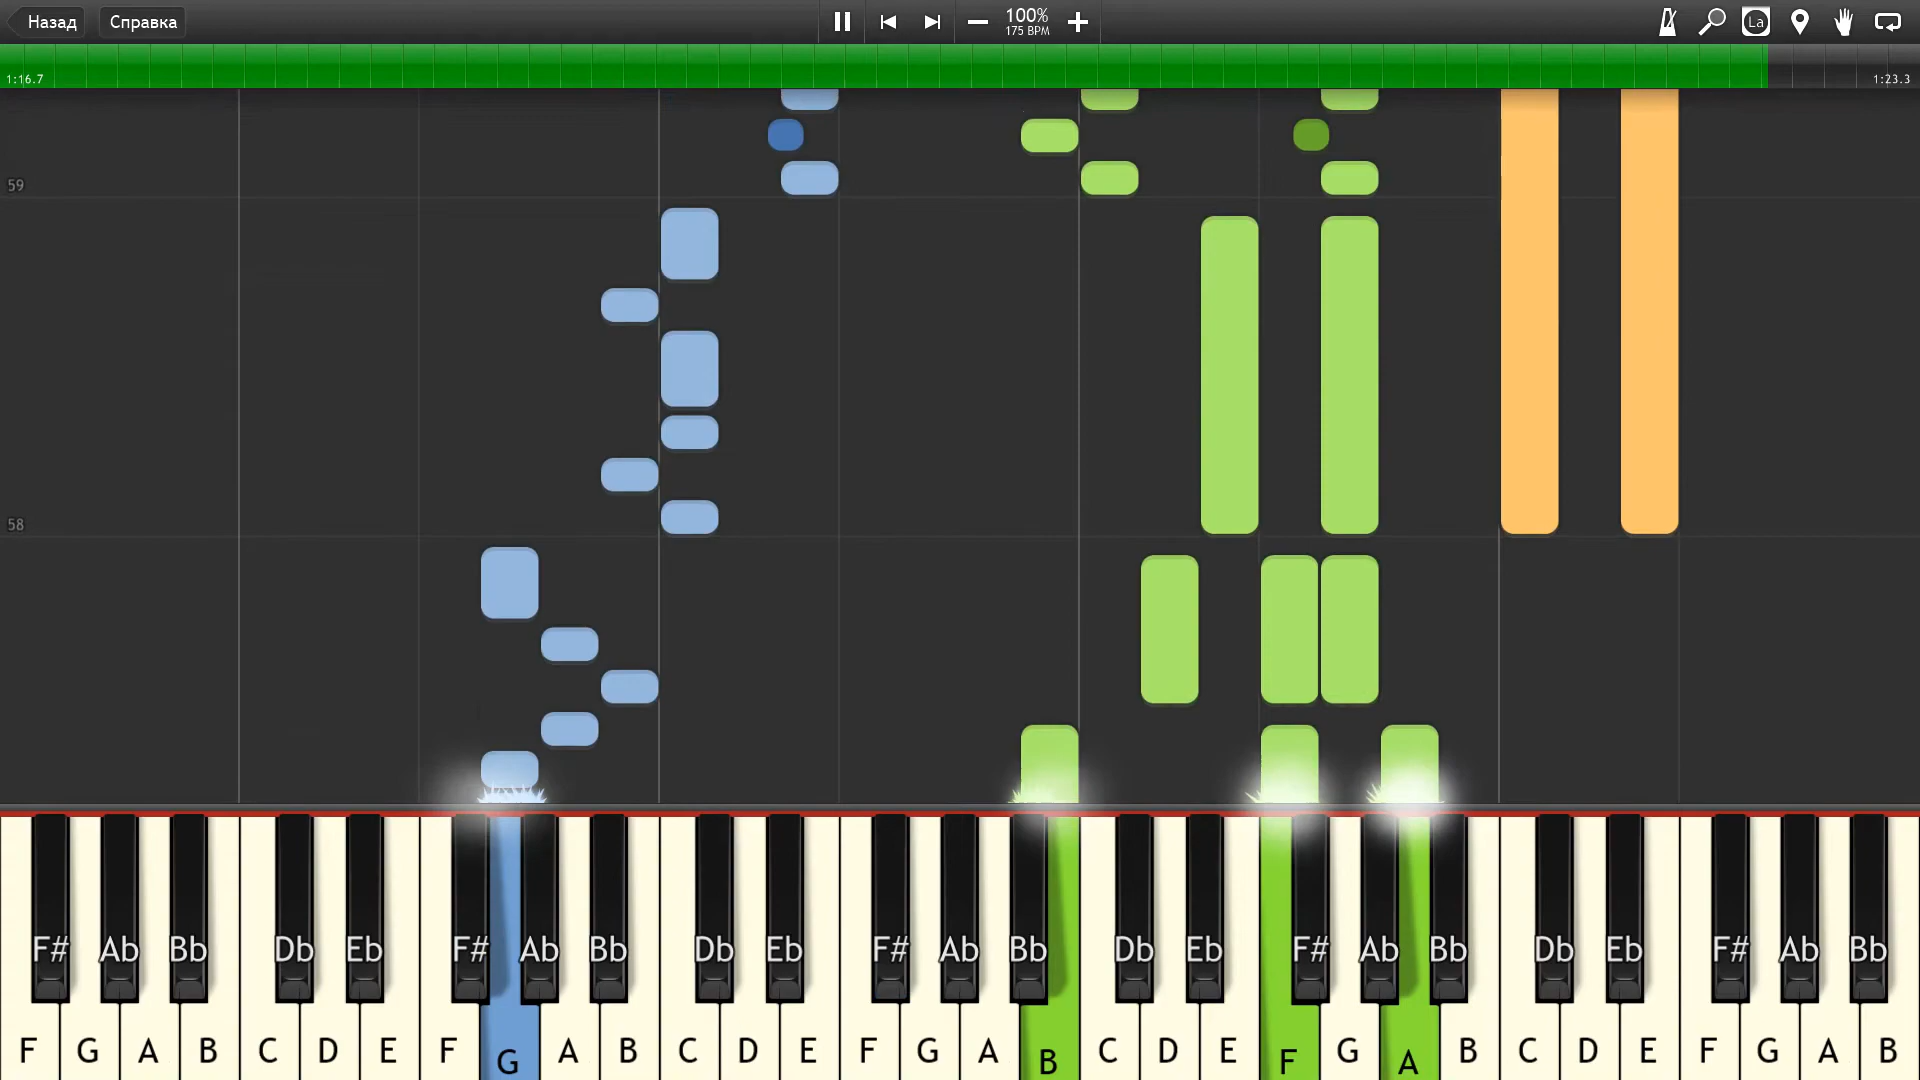 Назад Справка 100% La
175 BPM
1:16.7 1:23.3
59
58
F# Ab Bb Db Eb F# Ab Bb Db Eb F# Ab Bb Db Eb F# Ab Bb Db Eb F# Ab Bb
F G A B C D E F G A B C D E F G A B C D E F G A B C D E F G A B